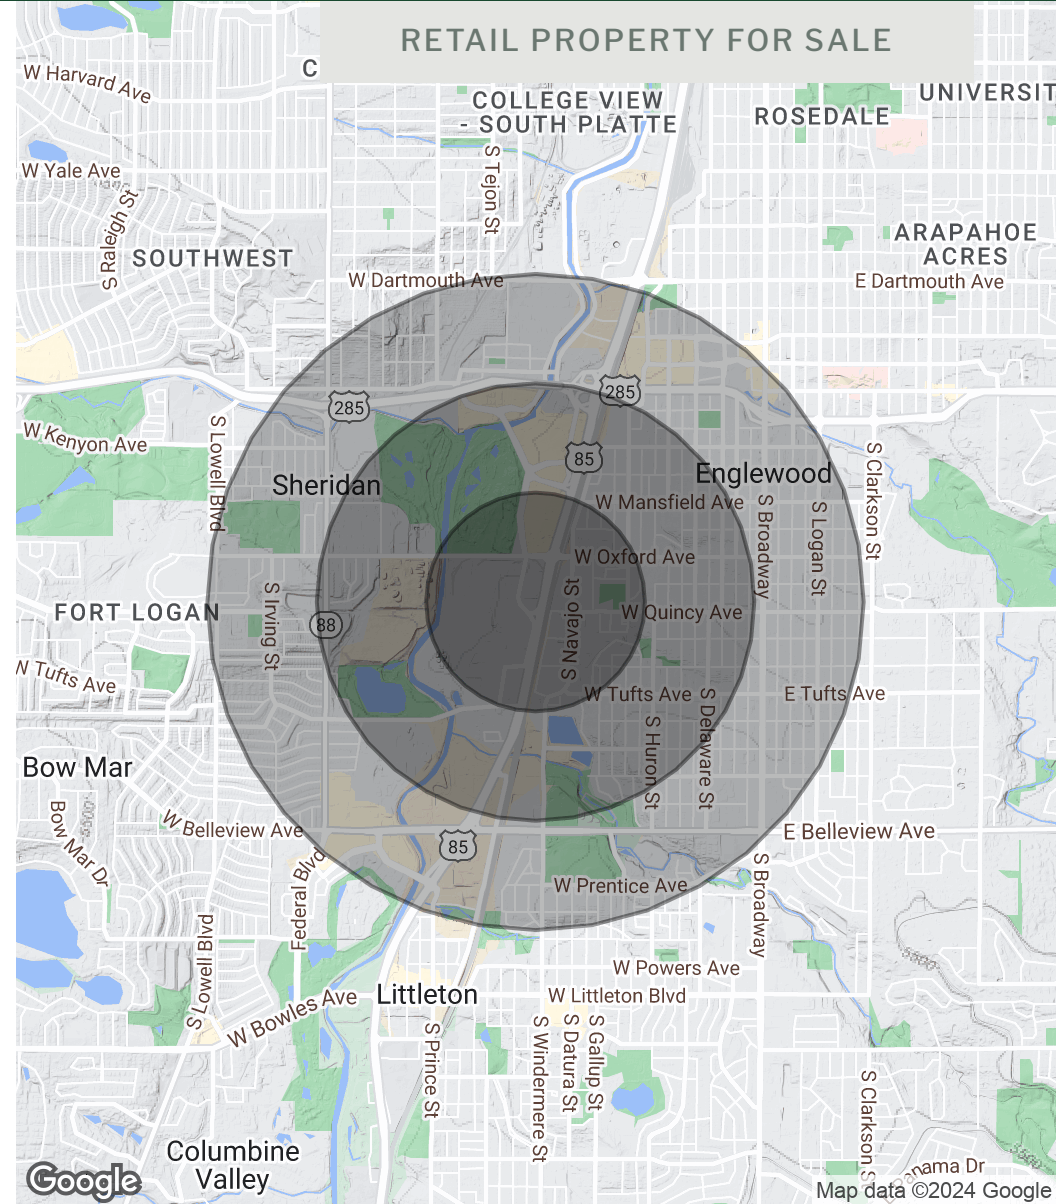 RETAIL PROPERTY FOR SALE
W Harvard Ave
C
UNIVERSIT
COLLEGE VIEW
- SOUTH PLATTE
ROSEDALE
W Yale Ave
S Tejon St
S Raleigh St
ARAPAHOE
ACRES
SOUTHWEST
W Dartmouth Ave
E Dartmouth Ave
285
285
W Kenyon Ave
S Lowell Blvd
85
S Clarkson St
Sheridan
Englewood
W Mansfield Ave
S Broadway
S Logan St
W Oxford Ave
S Navajo St
FORT LOGAN
S Irving St
88
W Quincy Ave
W Tufts Ave
W Tufts Ave
E Tufts Ave
S Delaware St
S Huron St
Bow Mar
Bow Mar Dr
W Belleview Ave
E Belleview Ave
85
Federal Blvd
W Prentice Ave
S Broadway
S Lowell Blvd
W Powers Ave
Littleton
W Littleton Blvd
W Bowles Ave
S Prince St
S Windermere St
S Datura St
S Gallup St
S Clarkson S
Columbine
Valley
anama Dr
Google
Map data ©2024 Google